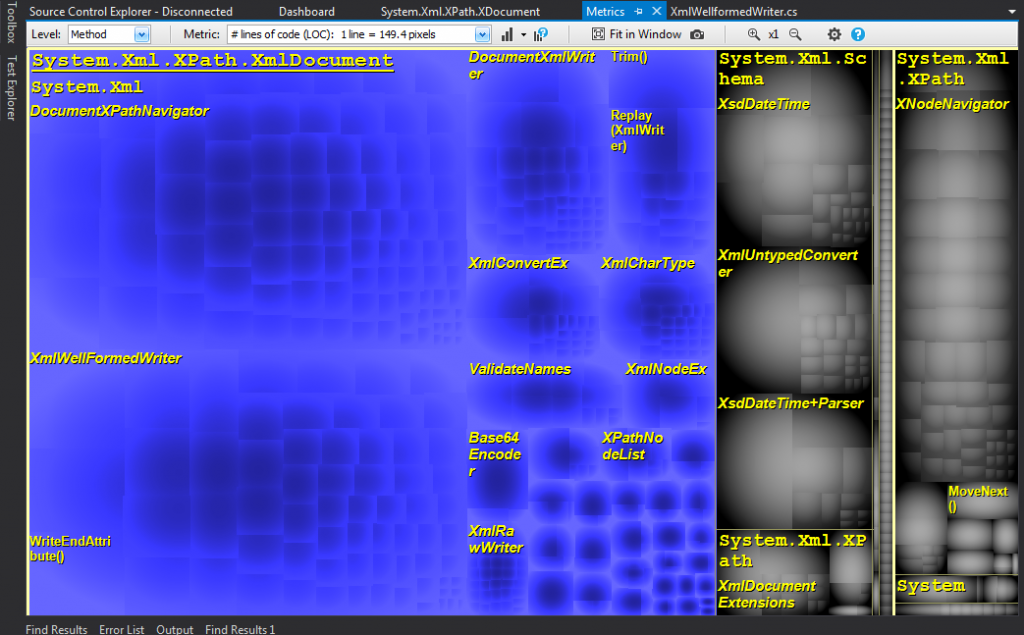 Source Control Explorer - Disconnected
Dashboard
System.Xml.XPath.XDocument
Metrics
XmlWellformedWriter.cs
Toolbox
Test Explorer
Level: Method
Metric: # lines of code (LOC): 1 line = 149.4 pixels
Fit in Window
x1
System.Xml.XPath.XmlDocument
System.Xml
DocumentXPathNavigator
XmlWellFormedWriter
WriteEndAttri
bute()
DocumentXmlWrit
er
Trim()
Replay
(XmlWrit
er)
XmlConvertEx
XmlCharType
ValidateNames
XmlNodeEx
Base64
Encode
r
XPathNo
deList
XmlRa
wWriter
System.Xml.Sc
hema
XsdDateTime
XmlUntypedConvert
er
XsdDateTime+Parser
System.Xml.XP
ath
XmlDocument
Extensions
System.Xml
.XPath
XNodeNavigator
MoveNext
()
System
Find Results
Error List
Output
Find Results 1